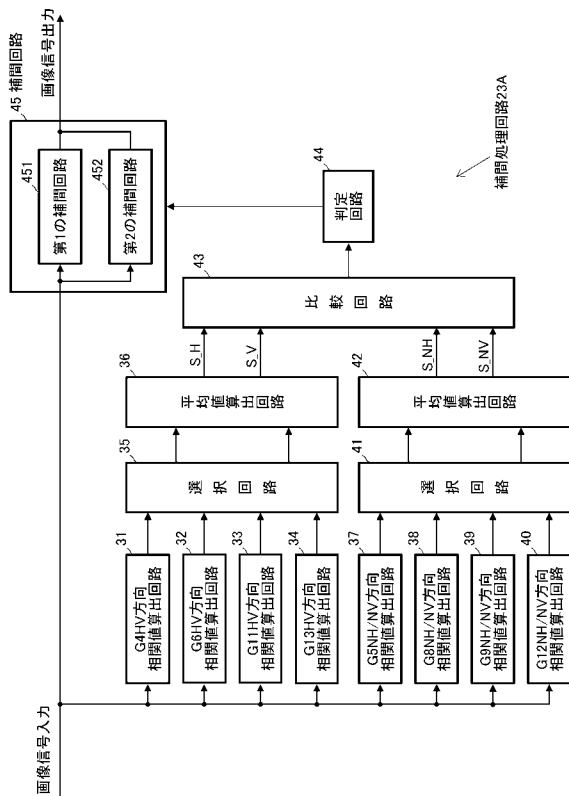 画像信号入力
31
G4HV方向
相関値算出回路
32
G6HV方向
相関値算出回路
33
G11HV方向
相関値算出回路
34
G13HV方向
相関値算出回路
37
G5NH/NV方向
相関値算出回路
38
G8NH/NV方向
相関値算出回路
39
G9NH/NV方向
相関値算出回路
40
G12NH/NV方向
相関値算出回路
35
選択回路
41
選択回路
36
平均値算出回路
42
平均値算出回路
S_H
S_V
S_NH
S_NV
43
比較回路
44
判定
回路
45 補間回路
451
第1の補間回路
452
第2の補間回路
画像信号出力
補間処理回路23A